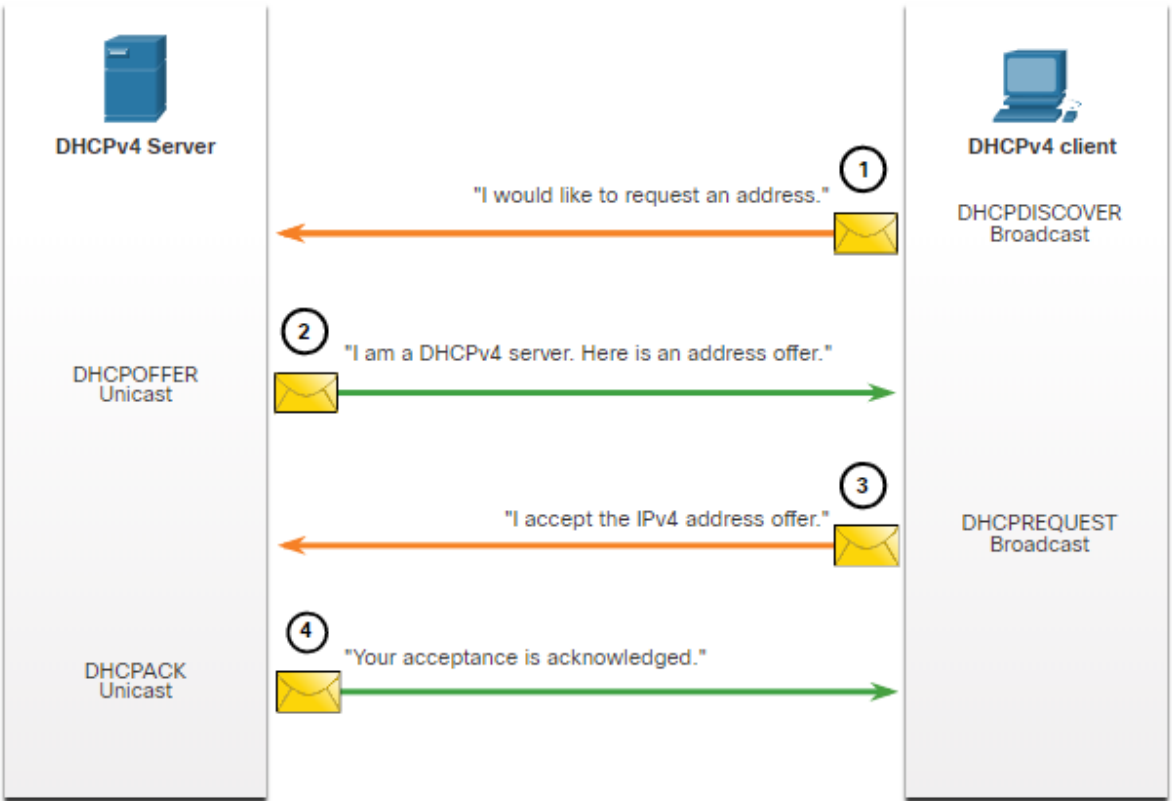 DHCPv4 Server
DHCPv4 client
1
"I would like to request an address."
DHCPDISCOVER
Broadcast
2
"I am a DHCPv4 server. Here is an address offer."
DHCPOFFER
Unicast
3
"I accept the IPv4 address offer."
DHCPREQUEST
Broadcast
4
"Your acceptance is acknowledged."
DHCPACK
Unicast